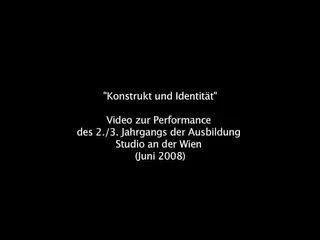 "Konstrukt und Identität"
Video zur Performance
des 2./3. Jahrgangs der Ausbildung
Studio an der Wien
(Juni 2008)